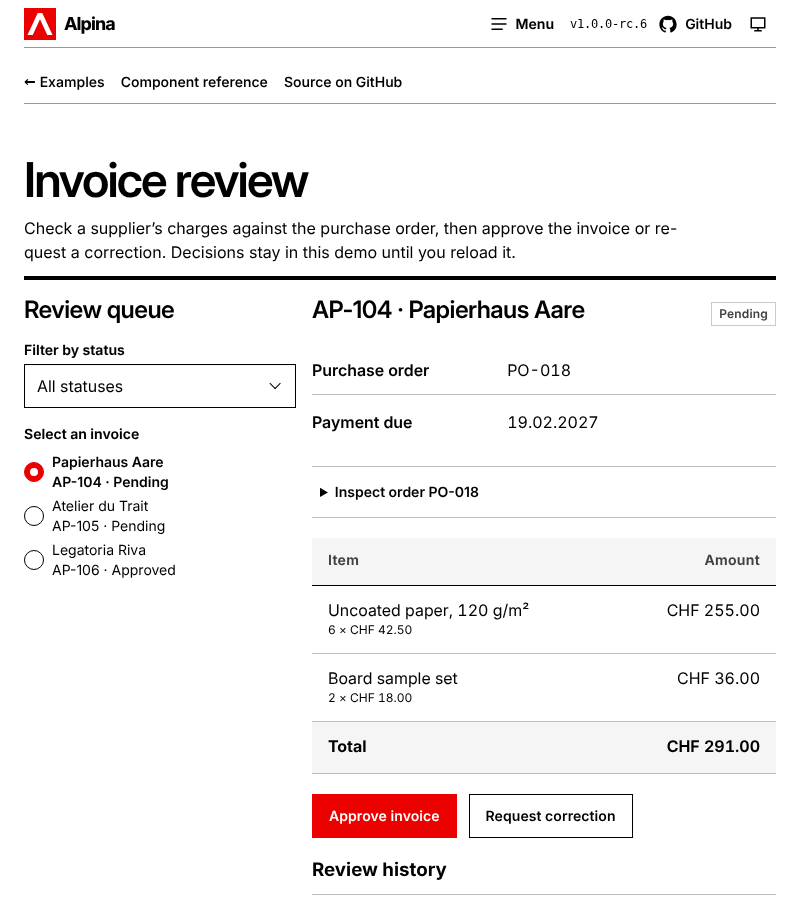 Alpina
Menu
v1.0.0-rc.6
GitHub
← Examples
Component reference
Source on GitHub
Invoice review
Check a supplier’s charges against the purchase order, then approve the invoice or re-
quest a correction. Decisions stay in this demo until you reload it.
Review queue
Filter by status
All statuses
Select an invoice
Papierhaus Aare
AP-104 · Pending
Atelier du Trait
AP-105 · Pending
Legatoria Riva
AP-106 · Approved
AP-104 · Papierhaus Aare
Pending
Purchase order PO-018
Payment due 19.02.2027
Inspect order PO-018
Item Amount
Uncoated paper, 120 g/m² CHF 255.00
6 × CHF 42.50
Board sample set CHF 36.00
2 × CHF 18.00
Total CHF 291.00
Approve invoice
Request correction
Review history